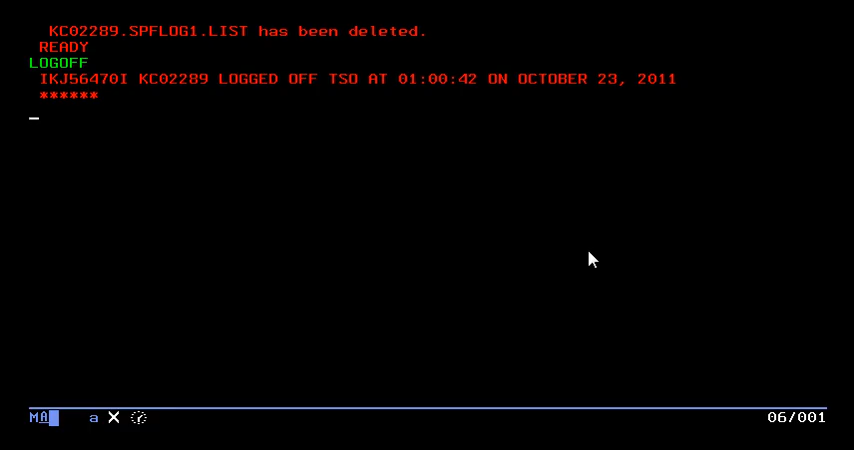 KC02289.SPFLOG1.LIST has been deleted.
READY
LOGOFF
IKJ56470I KC02289 LOGGED OFF TSO AT 01:00:42 ON OCTOBER 23, 2011
******
MA a X 06/001